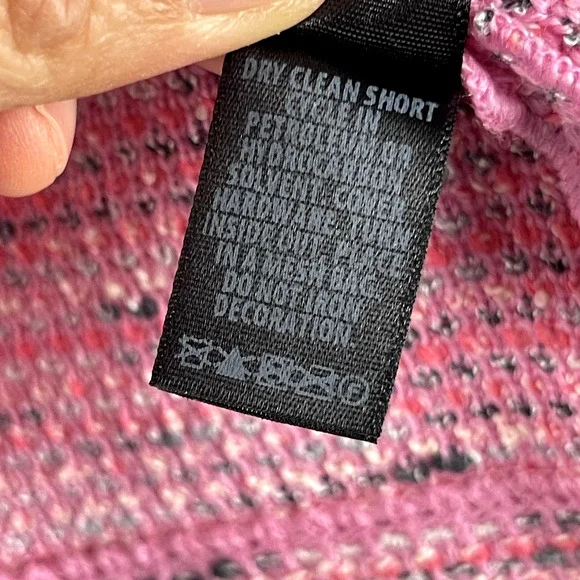 DRY CLEAN SHORT
CYCLE IN
PETROLEUM OR
HYDROCARBON
SOLVENT. COVER
HARDWARE. TURN
INSIDE OUT. PLACE
IN A MESH BAG.
DO NOT IRON
DECORATION.